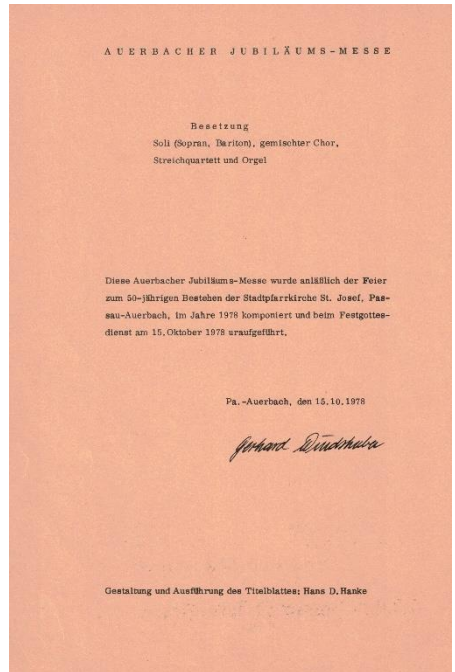 AUERBACHER JUBILÄUMS-MESSE
Besetzung
Soli (Sopran, Bariton), gemischter Chor,
Streichquartett und Orgel
Diese Auerbacher Jubiläums-Messe wurde anläßlich der Feier
zum 50-jährigen Bestehen der Stadtpfarrkirche St. Josef, Pas-
sau-Auerbach, im Jahre 1978 komponiert und beim Festgottes-
dienst am 15. Oktober 1978 uraufgeführt.
Pa.-Auerbach, den 15.10.1978
Gerhard
Gestaltung und Ausführung des Titelblattes: Hans D. Hanke